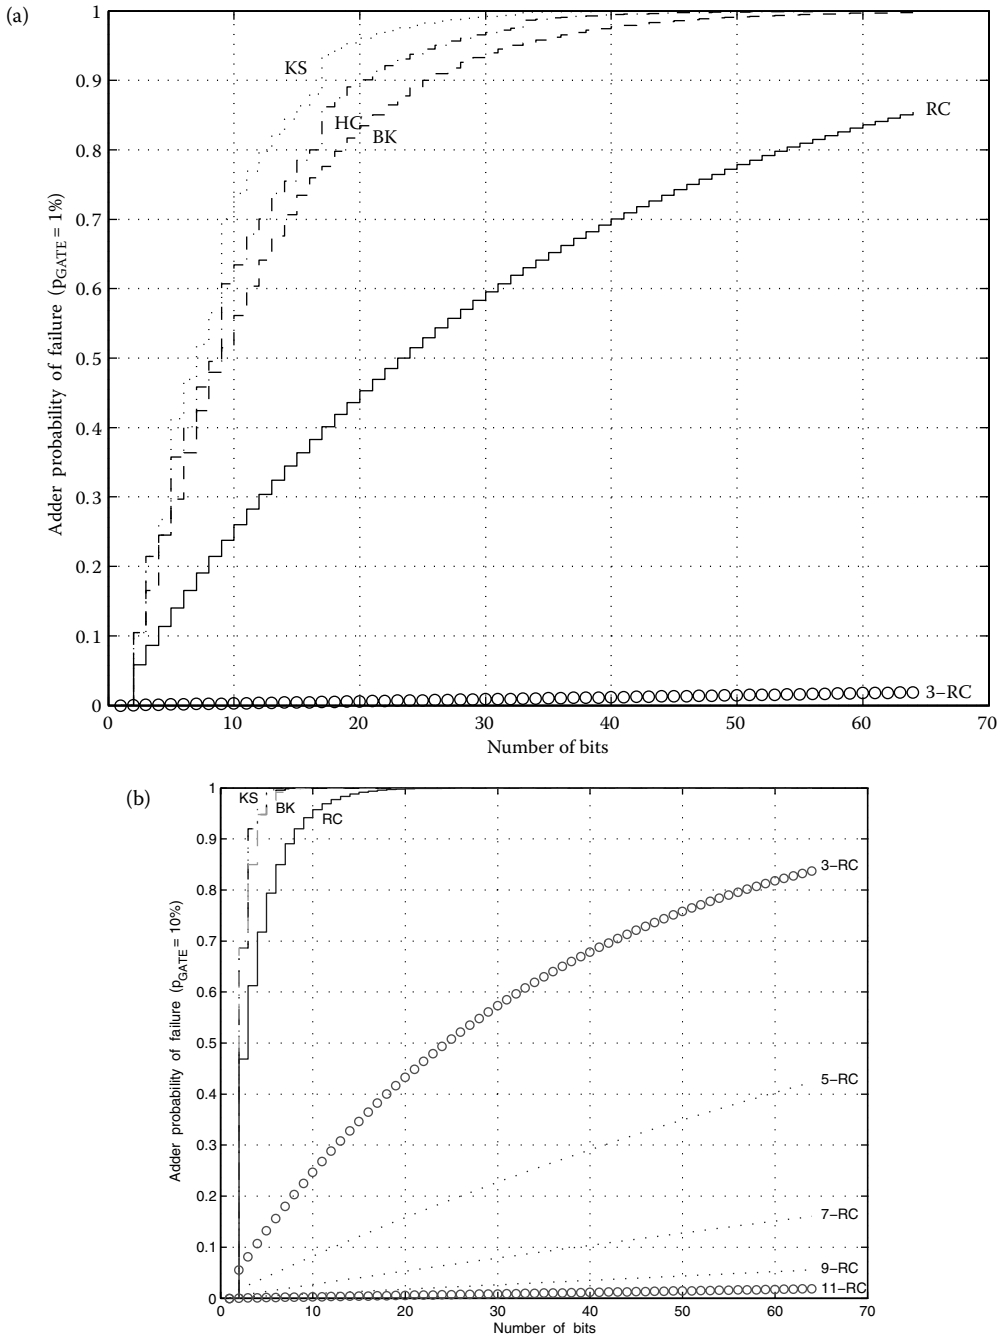 (a)
1
0.9
0.8
0.7
0.6
0.5
0.4
0.3
0.2
0.1
0
Adder probability of failure (pGATE = 1%)
KS
HC
BK
RC
3–RC
0 10 20 30 40 50 60 70
Number of bits
(b)
1
0.9
0.8
0.7
0.6
0.5
0.4
0.3
0.2
0.1
0
Adder probability of failure (pGATE = 10%)
KS
BK
RC
3–RC
5–RC
7–RC
9–RC
11–RC
0 10 20 30 40 50 60 70
Number of bits